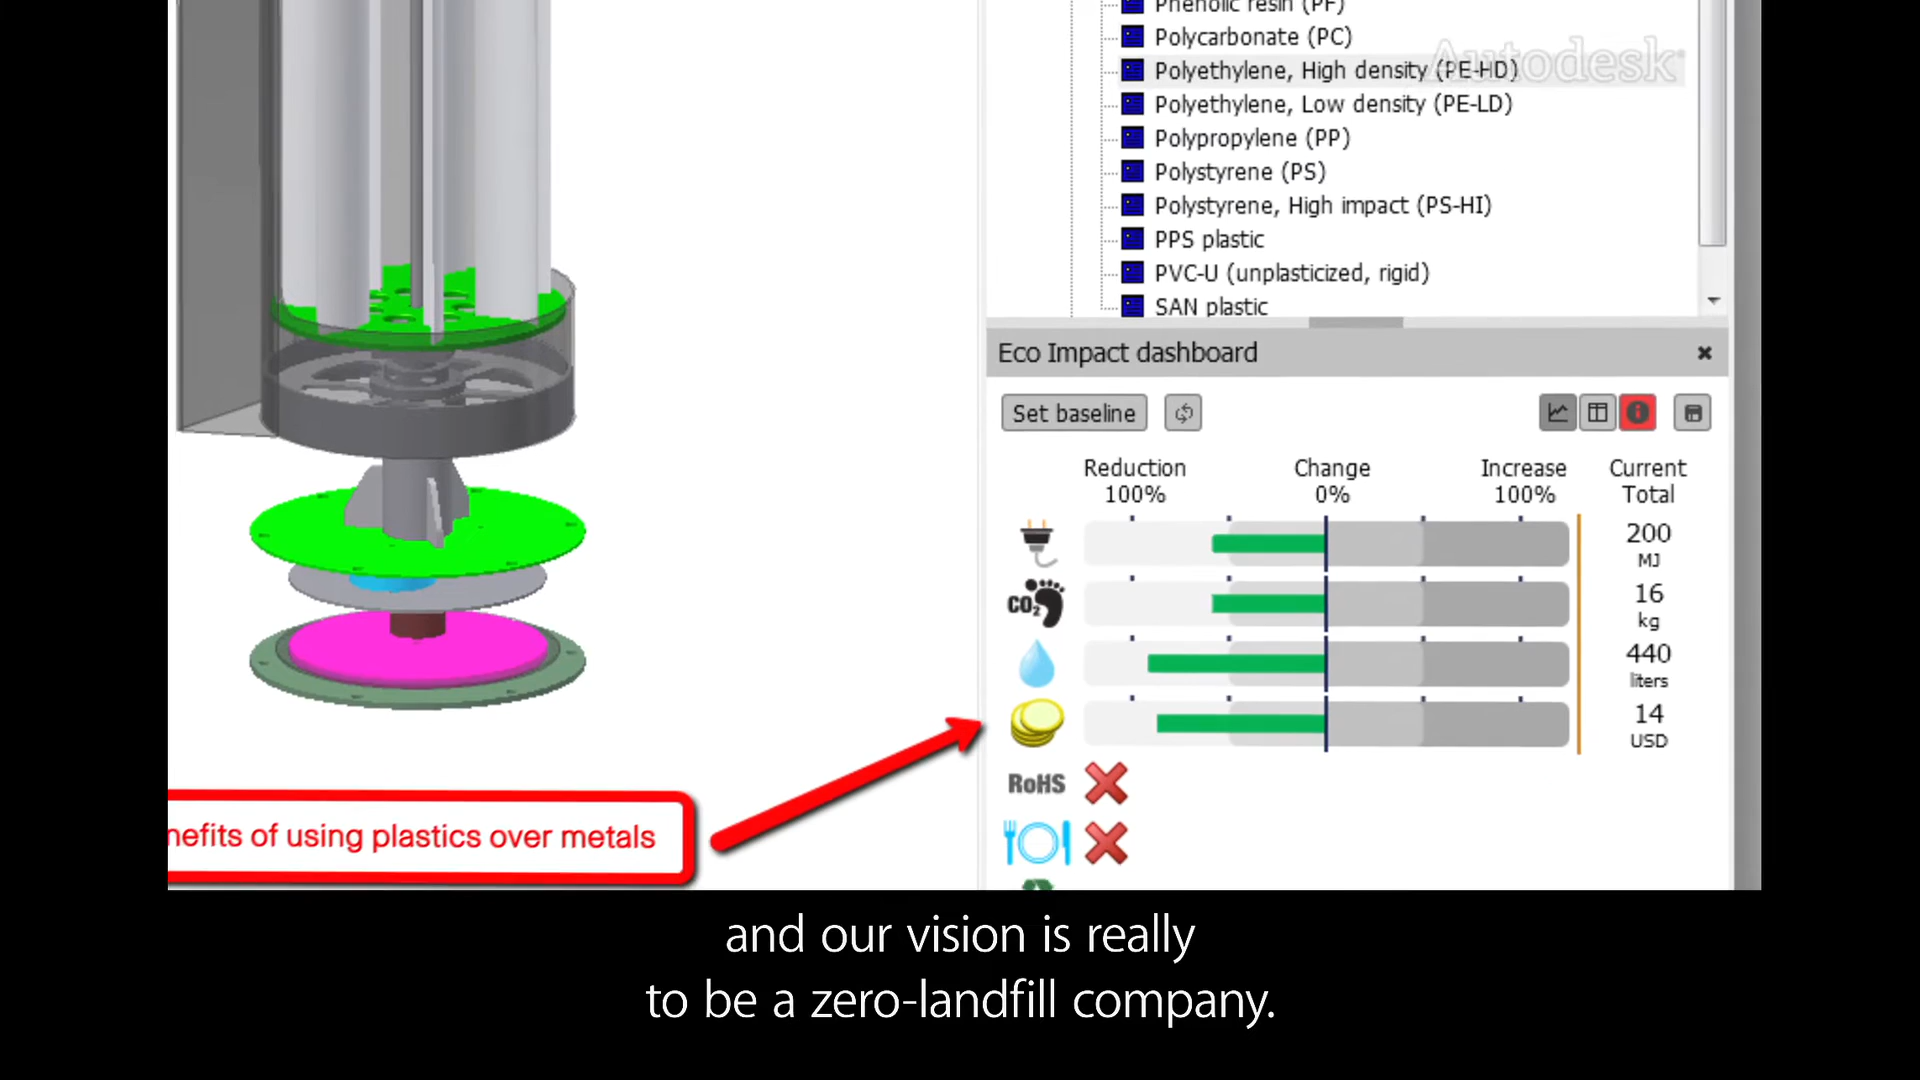 Phenolic resin (PF)
Polycarbonate (PC)
Autodesk
Polyethylene, High density (PE-HD)
Polyethylene, Low density (PE-LD)
Polypropylene (PP)
Polystyrene (PS)
Polystyrene, High impact (PS-HI)
PPS plastic
PVC-U (unplasticized, rigid)
SAN plastic
Eco Impact dashboard
Set baseline
Reduction Change Increase Current
100% 0% 100% Total
200
MJ
CO2
16
kg
440
liters
14
USD
RoHS
nefits of using plastics over metals
and our vision is really
to be a zero-landfill company.